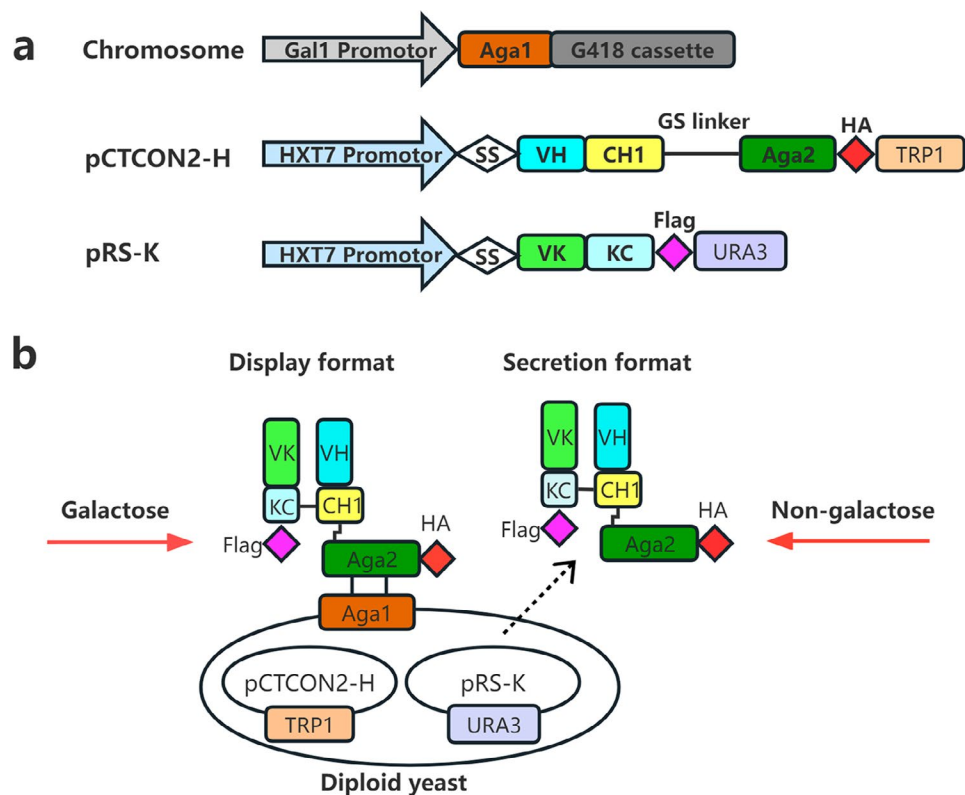 a
Chromosome
Gal1 Promotor
Aga1
G418 cassette
pCTCON2-H
HXT7 Promotor
SS
VH
CH1
GS linker
Aga2
HA
TRP1
pRS-K
HXT7 Promotor
SS
VK
KC
Flag
URA3
b
Display format
Secretion format
VK
VH
KC
CH1
Flag
HA
Aga2
Aga1
Galactose
VK
VH
KC
CH1
Flag
HA
Aga2
Non-galactose
pCTCON2-H
TRP1
pRS-K
URA3
Diploid yeast